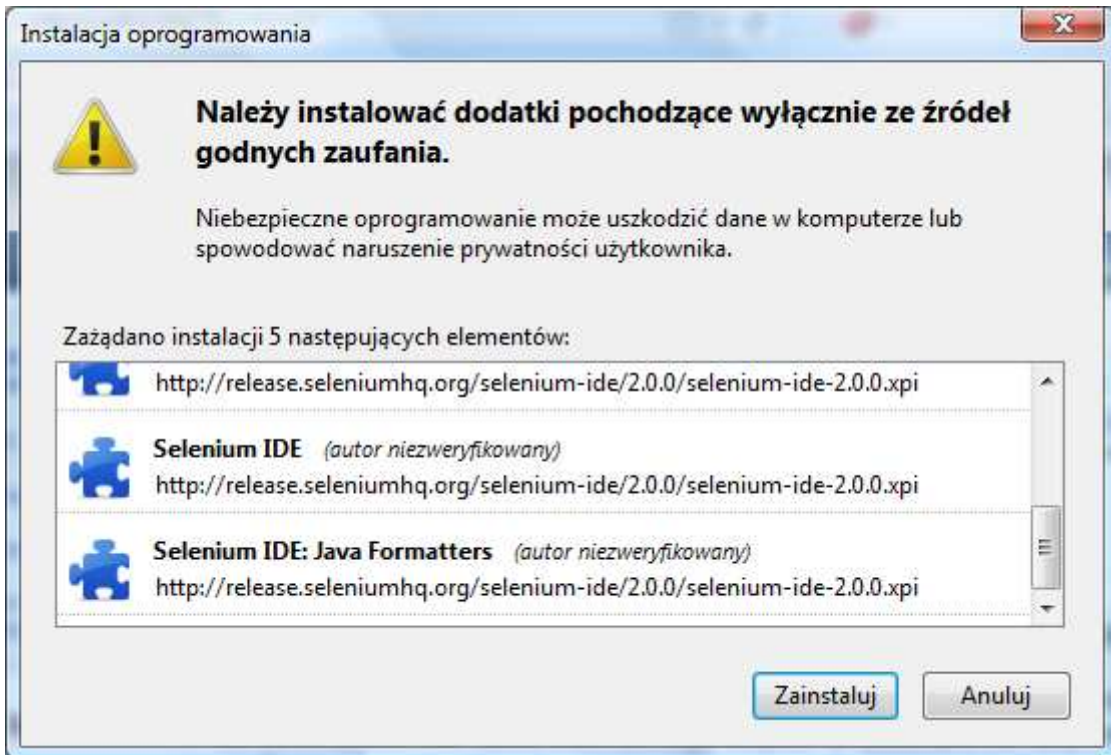 Instalacja oprogramowania
Należy instalować dodatki pochodzące wyłącznie ze źródeł
godnych zaufania.
Niebezpieczne oprogramowanie może uszkodzić dane w komputerze lub
spowodować naruszenie prywatności użytkownika.
Zażądano instalacji 5 następujących elementów:
http://release.seleniumhq.org/selenium-ide/2.0.0/selenium-ide-2.0.0.xpi
Selenium IDE (autor niezweryfikowany)
http://release.seleniumhq.org/selenium-ide/2.0.0/selenium-ide-2.0.0.xpi
Selenium IDE: Java Formatters (autor niezweryfikowany)
http://release.seleniumhq.org/selenium-ide/2.0.0/selenium-ide-2.0.0.xpi
Zainstaluj Anuluj